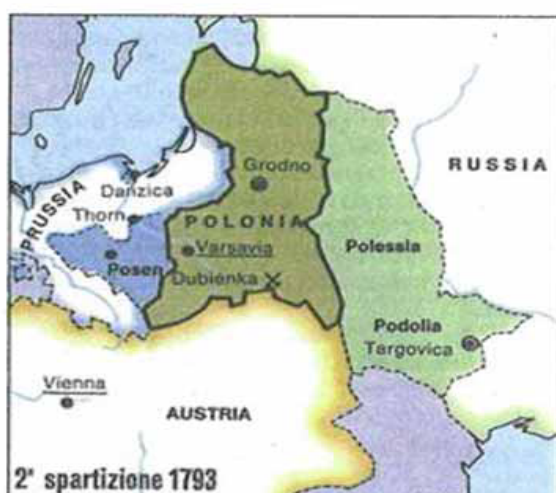 Grodno
RUSSIA
PRUSSIA
Danzica
Thorn
POLONIA
Varsavia
Polessia
Posen
Dubienka
Podolia
Targovica
Vienna
AUSTRIA
2ª spartizione 1793